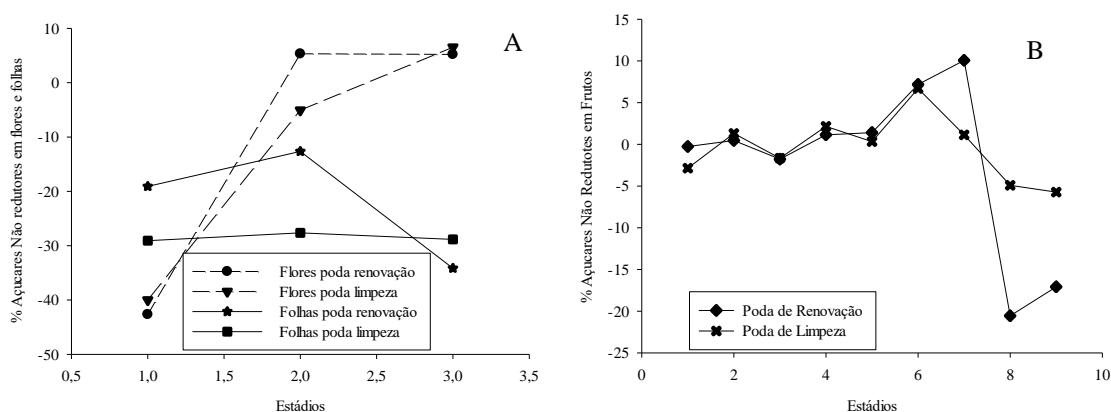 A
% Açucares Não redutores em flores e folhas
10
0
-10
-20
-30
-40
-50
Flores poda renovação
Flores poda limpeza
Folhas poda renovação
Folhas poda limpeza
0,5 1,0 1,5 2,0 2,5 3,0 3,5
Estádios
B
% Açucares Não Redutotes em Frutos
15
10
5
0
-5
-10
-15
-20
-25
Poda de Renovação
Poda de Limpeza
0 2 4 6 8 10
Estádios